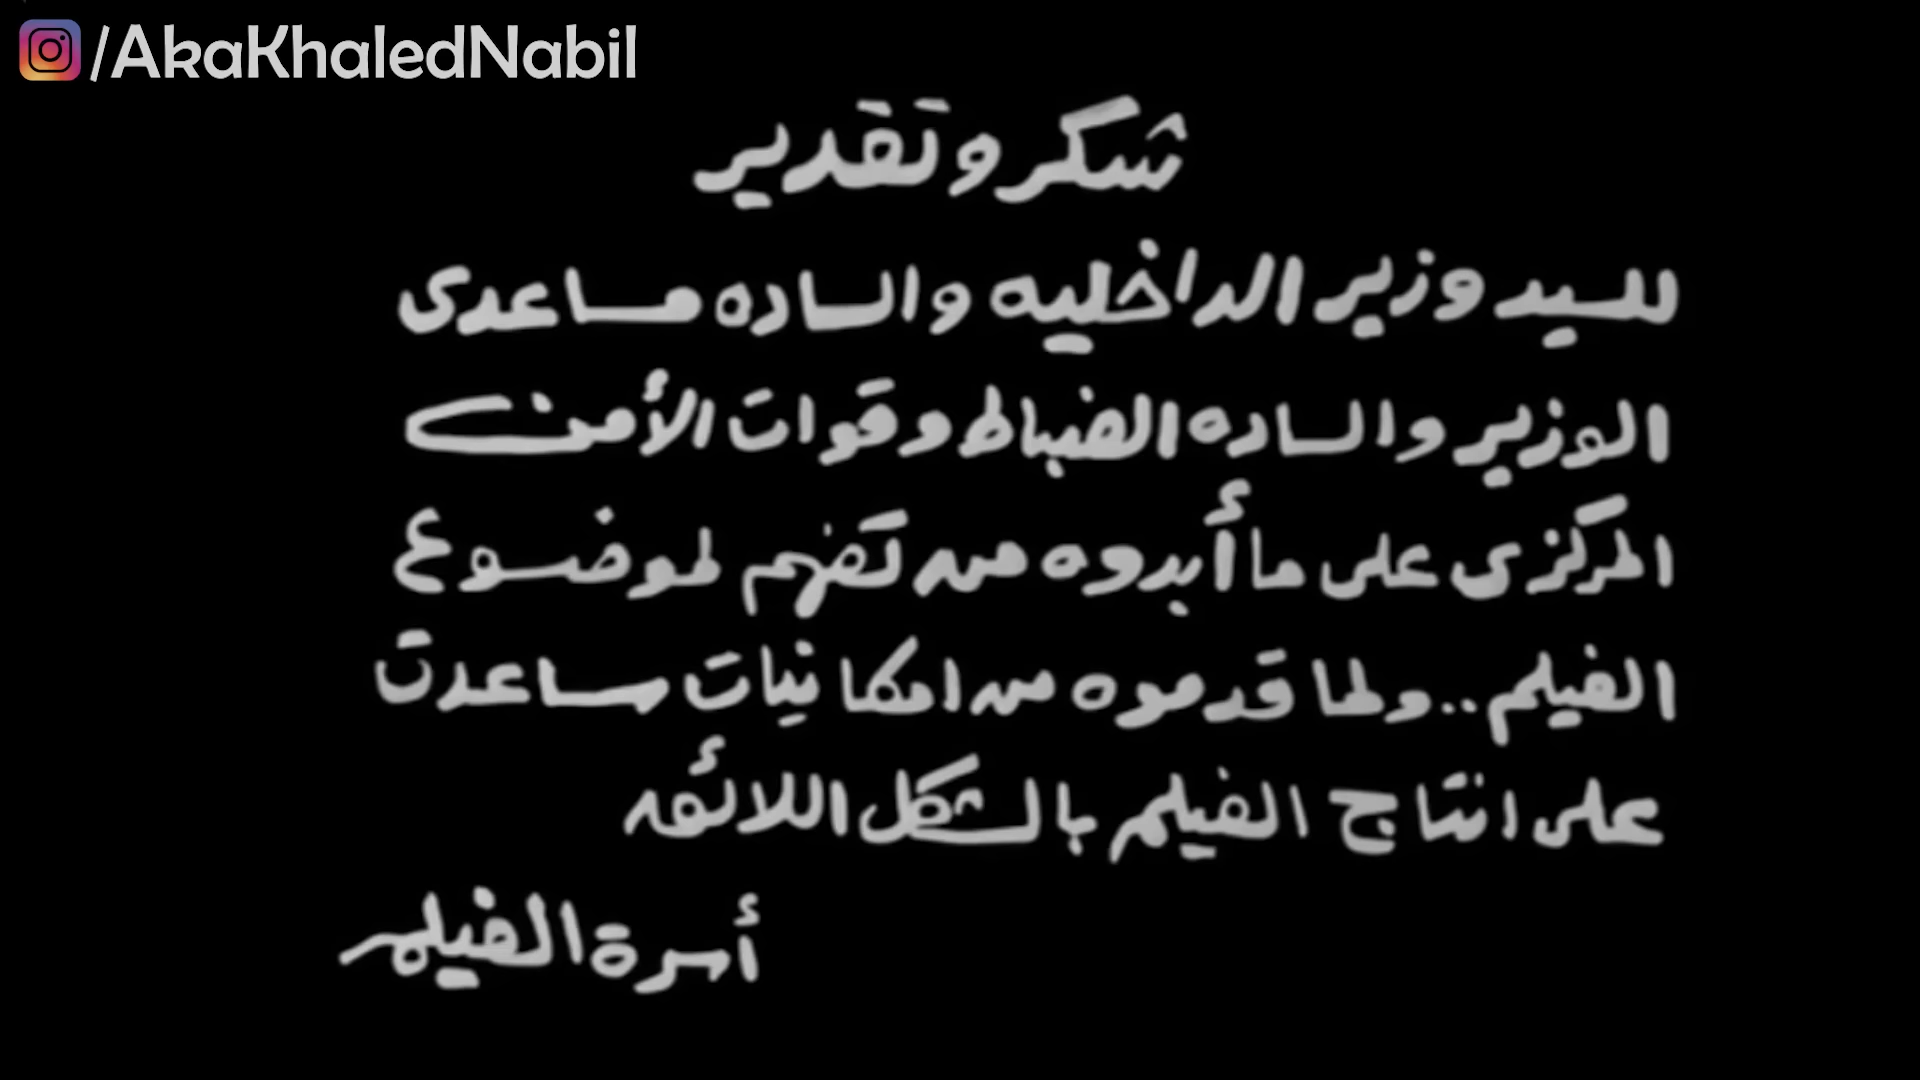 /AkaKhaledNabil
شكر وتقدير
للسيد وزير الداخليه والساده مساعدى
الوزير والساده الضباط وقوات الأمن
المركزى على ما أبدوه من تفهم لموضوع
الفيلم .. ولما قدموه من امكانيات ساعدت
على انتاج الفيلم بالشكل اللائق
أسرة الفيلم